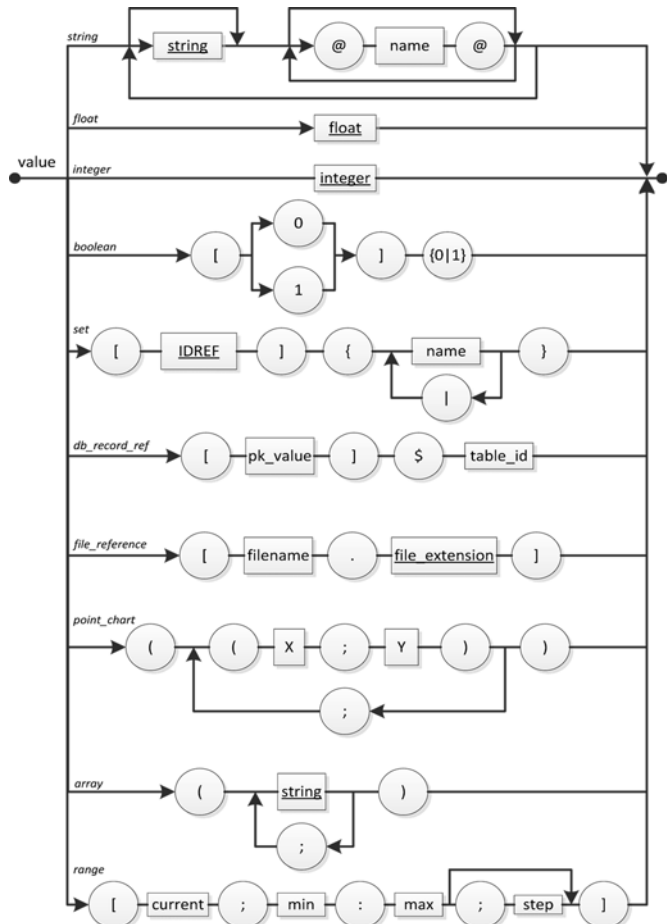 string
string @ name @
float
float
value
integer
integer
boolean
0
[ ] {0|1}
1
set
[ IDREF ] { name }
|
db_record_ref
[ pk_value ] $ table_id
file_reference
[ filename . file_extension ]
point_chart
( ( X ; Y ) )
;
array
( string )
;
range
[ current ; min : max ; step ]